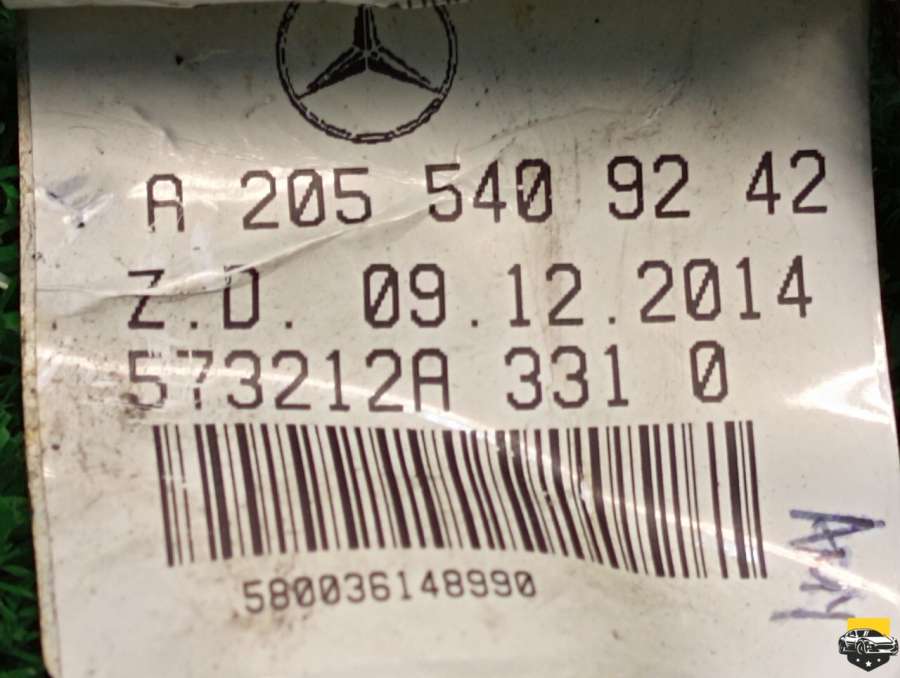 A 205 540 92 42
Z.D. 09.12.2014
573212A 331 0
580036148990